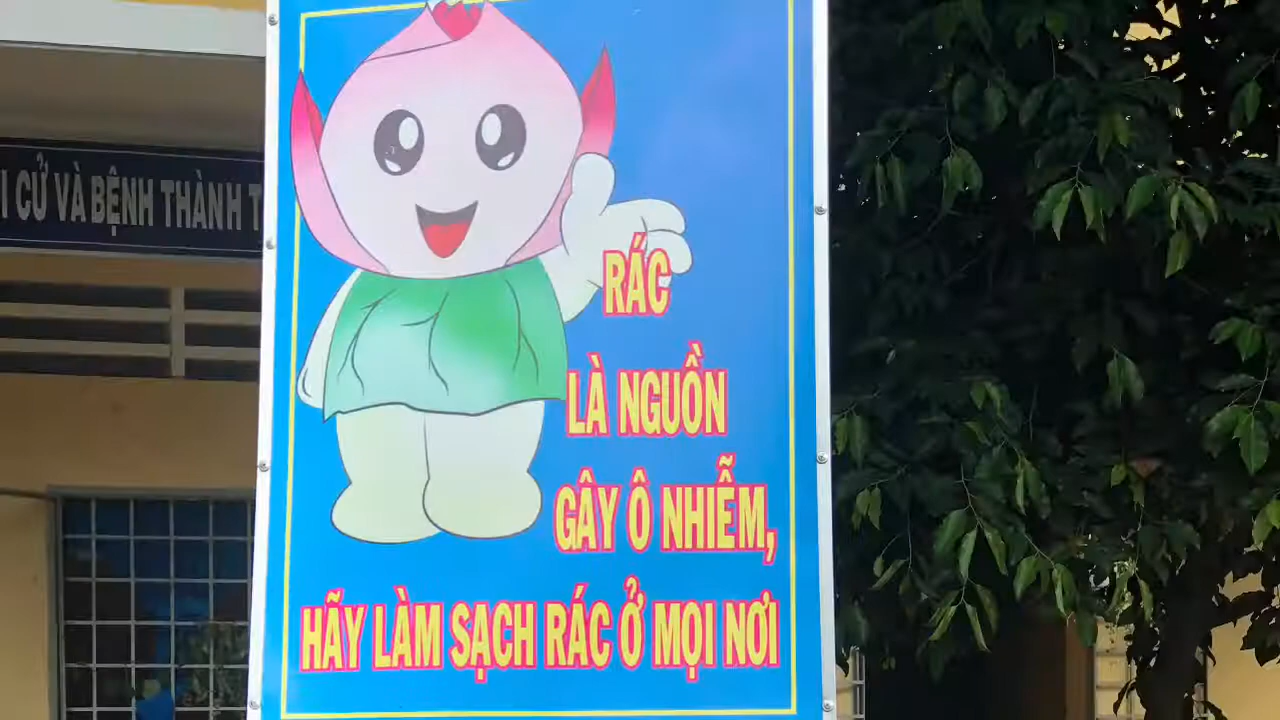 CỬ VÀ BỆNH THÀNH
RÁC
LÀ NGUỒN
GÂY Ô NHIỄM,
HÃY LÀM SẠCH RÁC Ở MỌI NƠI